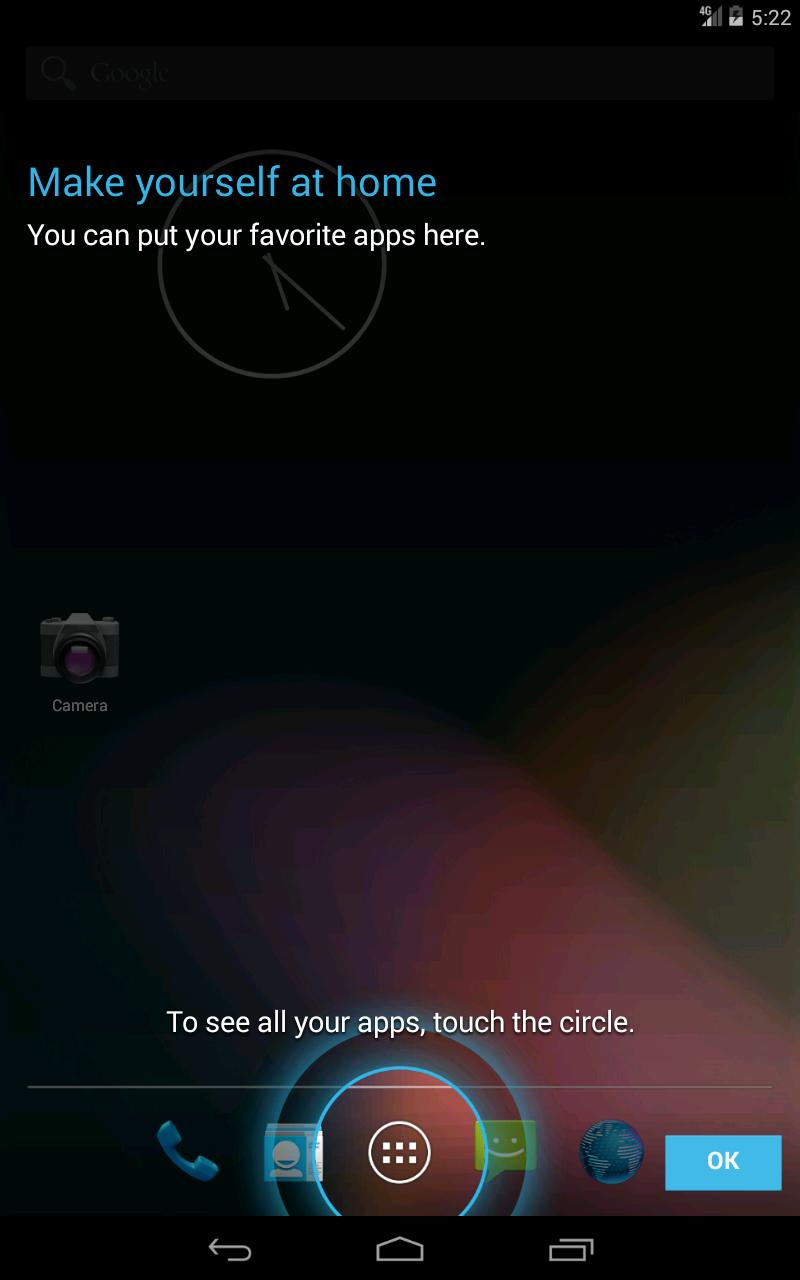 4G 5:22
Google
Make yourself at home
You can put your favorite apps here.
Camera
To see all your apps, touch the circle.
OK